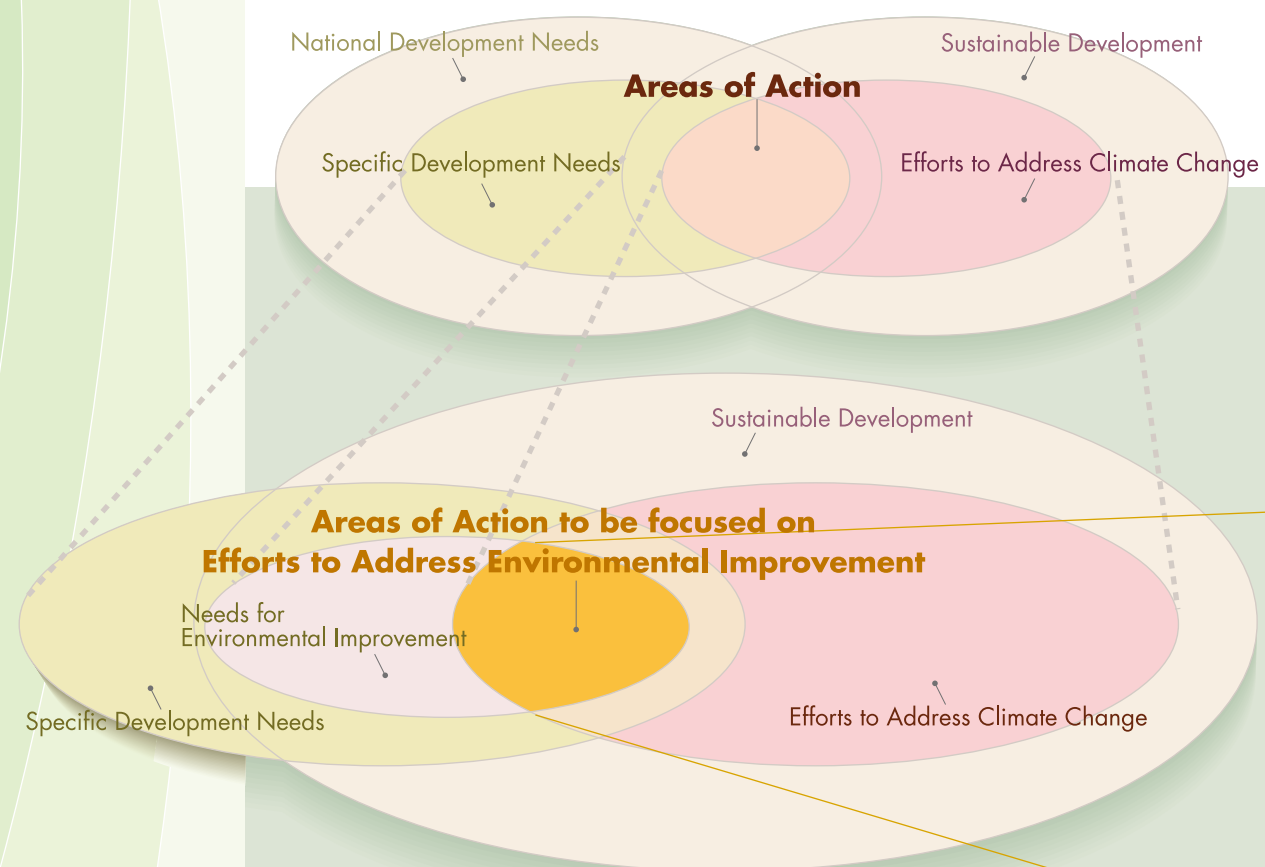 National Development Needs
Sustainable Development
Areas of Action
Specific Development Needs
Efforts to Address Climate Change
Sustainable Development
Areas of Action to be focused on
Efforts to Address Environmental Improvement
Needs for
Environmental Improvement
Specific Development Needs
Efforts to Address Climate Change